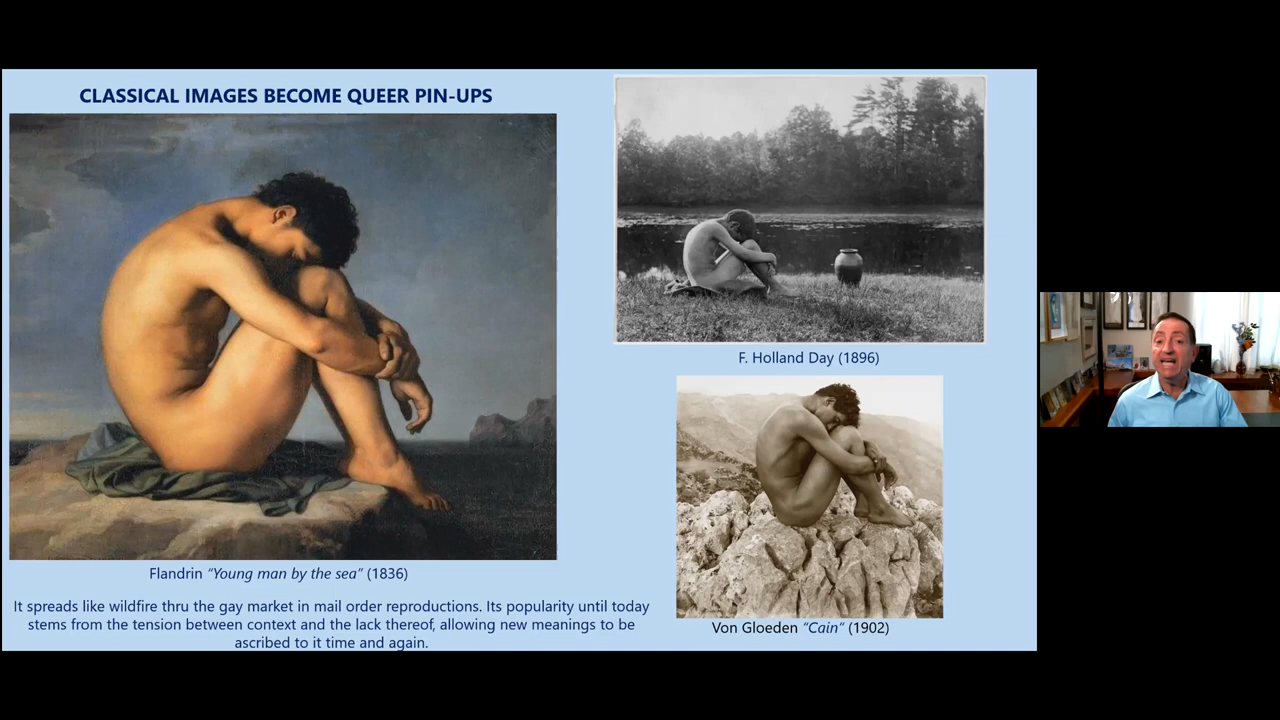 CLASSICAL IMAGES BECOME QUEER PIN-UPS
Flandrin “Young man by the sea” (1836)
It spreads like wildfire thru the gay market in mail order reproductions. Its popularity until today
stems from the tension between context and the lack thereof, allowing new meanings to be
ascribed to it time and again.
F. Holland Day (1896)
Von Gloeden “Cain” (1902)